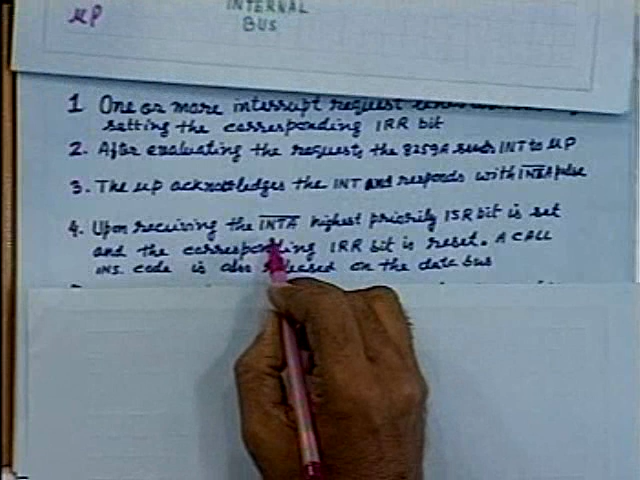 μP
INTERNAL
BUS
1 One or more interrupt request
setting the corresponding IRR bit
2. After evaluating the requests the 8259A sends INT to μP
3. The μP acknowledges the INT and responds with INTA pulse
4. Upon receiving the INTA highest priority ISR bit is set
and the corresponding IRR bit is reset. A CALL
INS. code is also released on the data bus